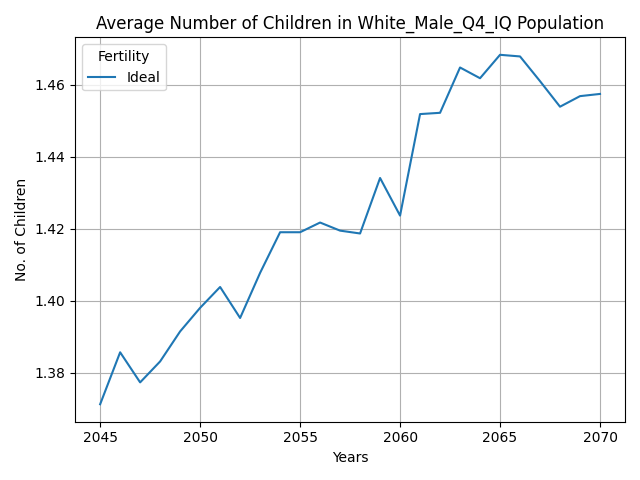 Average Number of Children in White_Male_Q4_IQ Population
Fertility
Ideal
1.46
1.44
1.42
1.40
1.38
No. of Children
2045 2050 2055 2060 2065 2070
Years